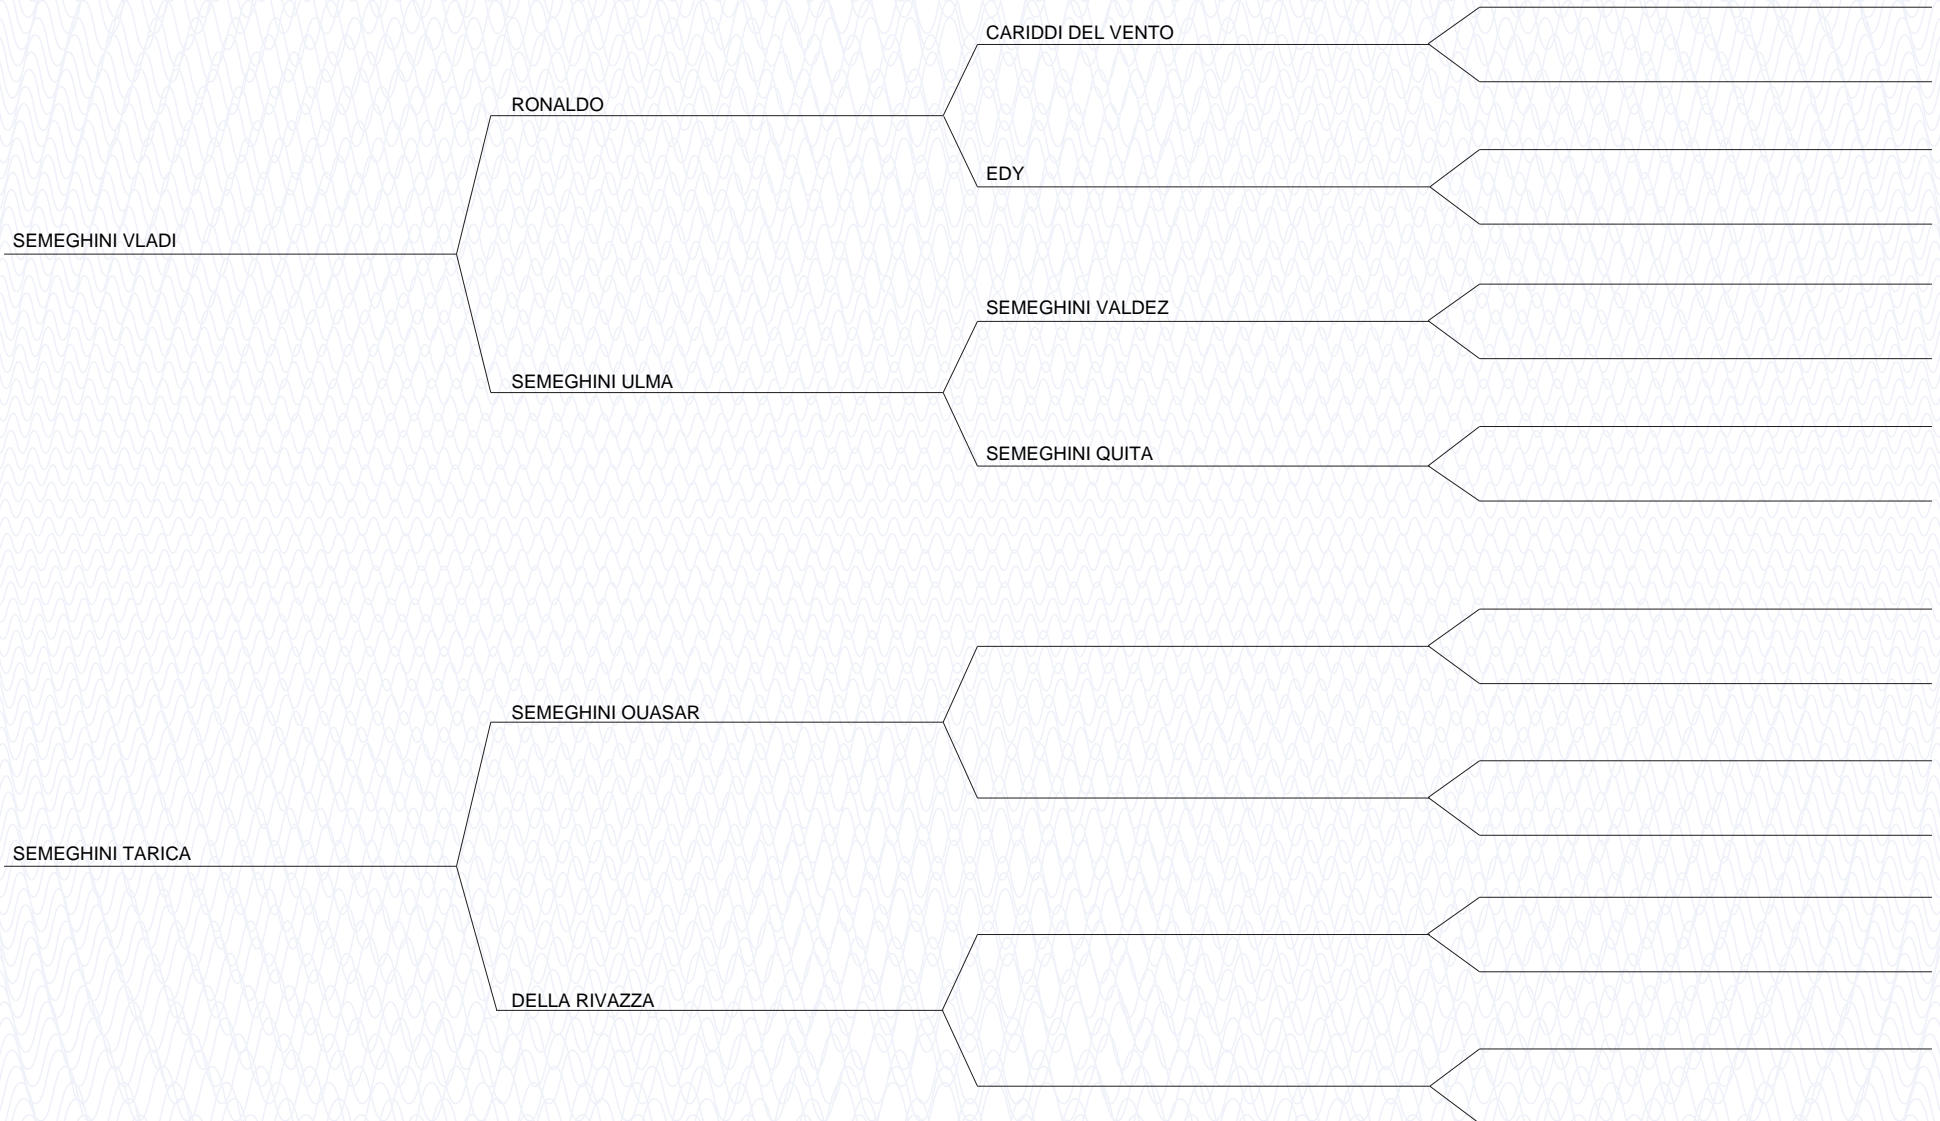 CARIDDI DEL VENTO
RONALDO
EDY
SEMEGHINI VLADI
SEMEGHINI VALDEZ
SEMEGHINI ULMA
SEMEGHINI QUITA
SEMEGHINI OUASAR
SEMEGHINI TARICA
DELLA RIVAZZA